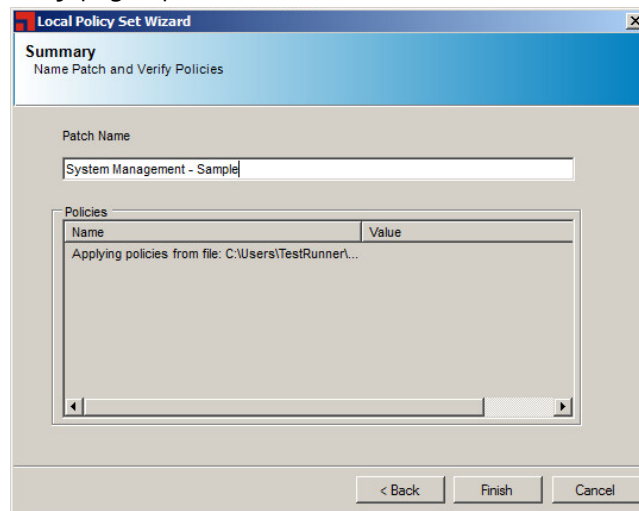 Local Policy Set Wizard
Summary
Name Patch and Verify Policies
Patch Name
System Management - Sample
Policies
Name Value
Applying policies from file: C:\Users\TestRunner\...
< Back Finish Cancel